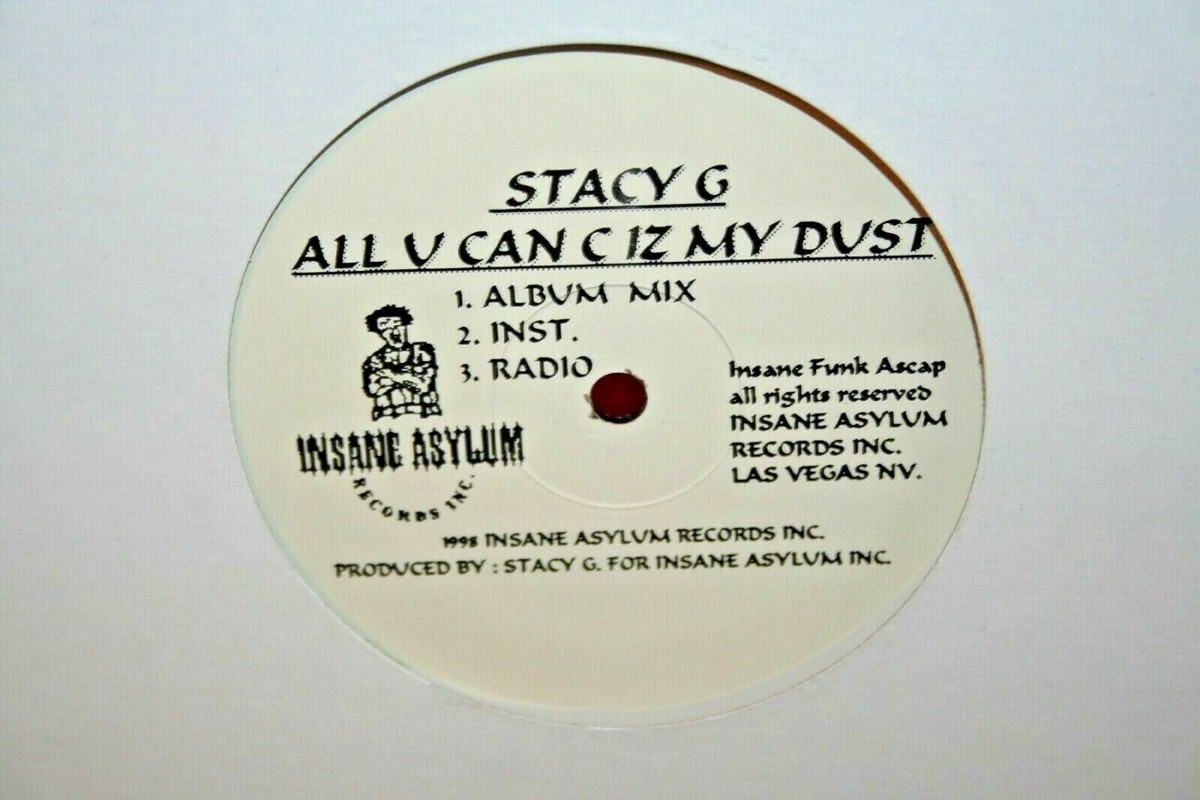 STACY G
ALL U CAN C IZ MY DUST
1. ALBUM MIX
2. INST.
3. RADIO
INSANE ASYLUM
RECORDS INC.
Insane Funk Ascap
all rights reserved
INSANE ASYLUM
RECORDS INC.
LAS VEGAS NV.
1998 INSANE ASYLUM RECORDS INC.
PRODUCED BY : STACY G. FOR INSANE ASYLUM INC.